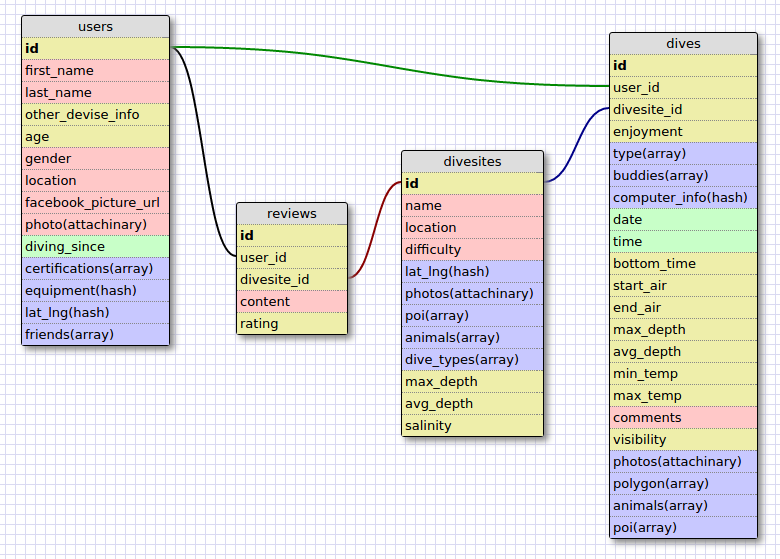 users
id
first_name
last_name
other_devise_info
age
gender
location
facebook_picture_url
photo(attachinary)
diving_since
certifications(array)
equipment(hash)
lat_lng(hash)
friends(array)
reviews
id
user_id
divesite_id
content
rating
divesites
id
name
location
difficulty
lat_lng(hash)
photos(attachinary)
poi(array)
animals(array)
dive_types(array)
max_depth
avg_depth
salinity
dives
id
user_id
divesite_id
enjoyment
type(array)
buddies(array)
computer_info(hash)
date
time
bottom_time
start_air
end_air
max_depth
avg_depth
min_temp
max_temp
comments
visibility
photos(attachinary)
polygon(array)
animals(array)
poi(array)